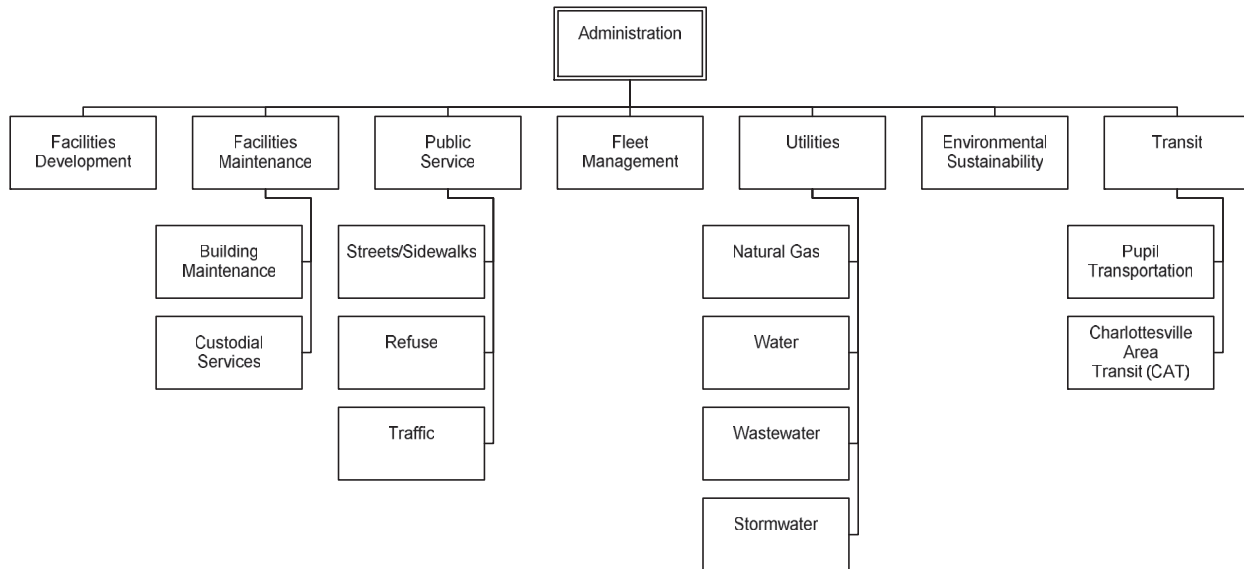 Administration
Facilities
Development
Facilities
Maintenance
Public
Service
Fleet
Management
Utilities
Environmental
Sustainability
Transit
Building
Maintenance
Streets/Sidewalks
Natural Gas
Pupil
Transportation
Custodial
Services
Refuse
Water
Charlottesville
Area
Transit (CAT)
Traffic
Wastewater
Stormwater